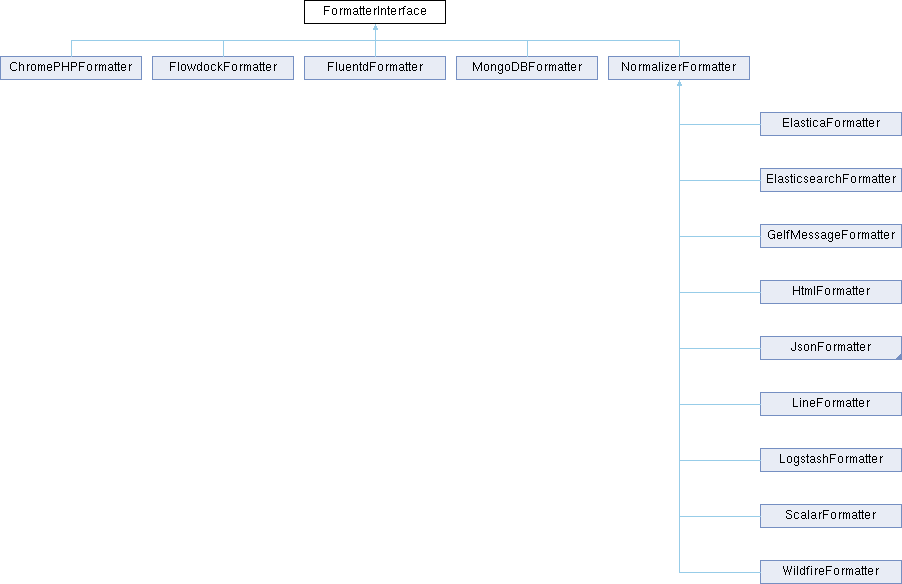 FormatterInterface
ChromePHPFormatter
FlowdockFormatter
FluentdFormatter
MongoDBFormatter
NormalizerFormatter
ElasticaFormatter
ElasticsearchFormatter
GelfMessageFormatter
HtmlFormatter
JsonFormatter
LineFormatter
LogstashFormatter
ScalarFormatter
WildfireFormatter